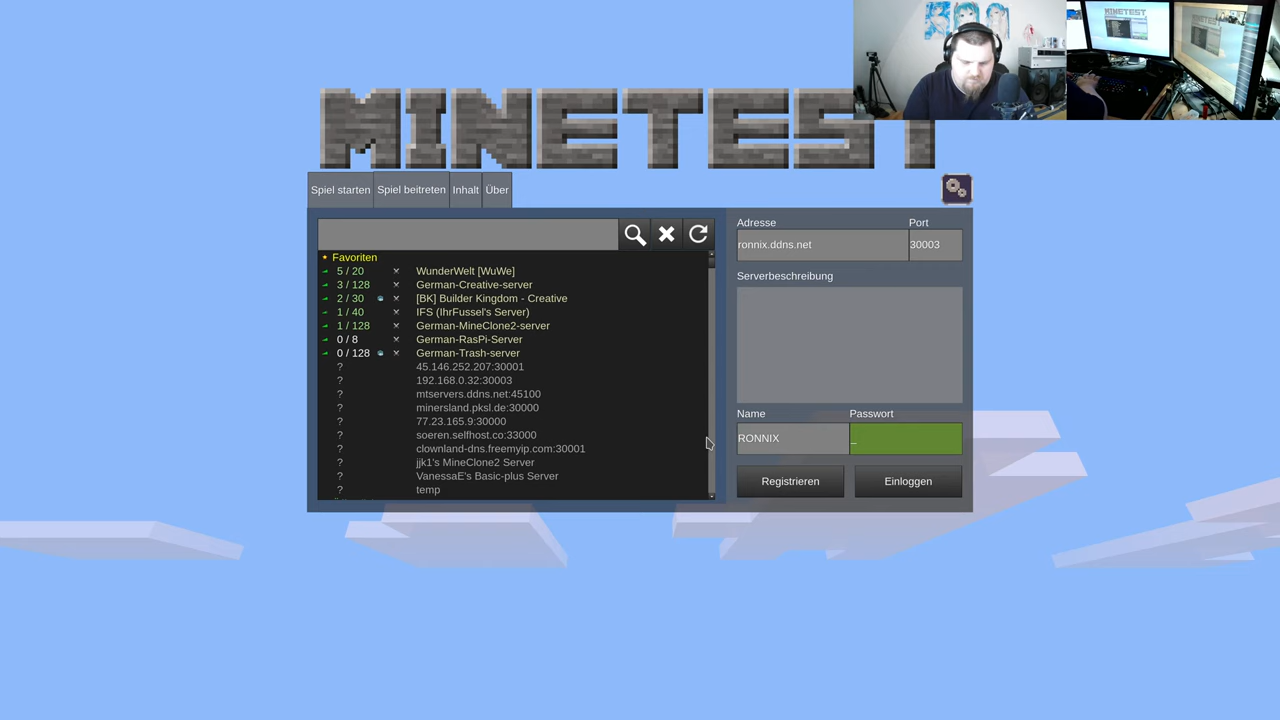 MINETEST
Spiel starten
Spiel beitreten
Inhalt
Über
Favoriten
5 / 20 WunderWelt [WuWe]
3 / 128 German-Creative-server
2 / 30 [BK] Builder Kingdom - Creative
1 / 40 IFS (IhrFussel's Server)
1 / 128 German-MineClone2-server
0 / 8 German-RasPi-Server
0 / 128 German-Trash-server
? 45.146.252.207:30001
? 192.168.0.32:30003
? mtservers.ddns.net:45100
? minersland.pksl.de:30000
? 77.23.165.9:30000
? soeren.selfhost.co:33000
? clownland-dns.freemyip.com:30001
? jjk1's MineClone2 Server
? VanessaE's Basic-plus Server
? temp
Adresse Port
ronnix.ddns.net 30003
Serverbeschreibung
Name Passwort
RONNIX _
Registrieren Einloggen